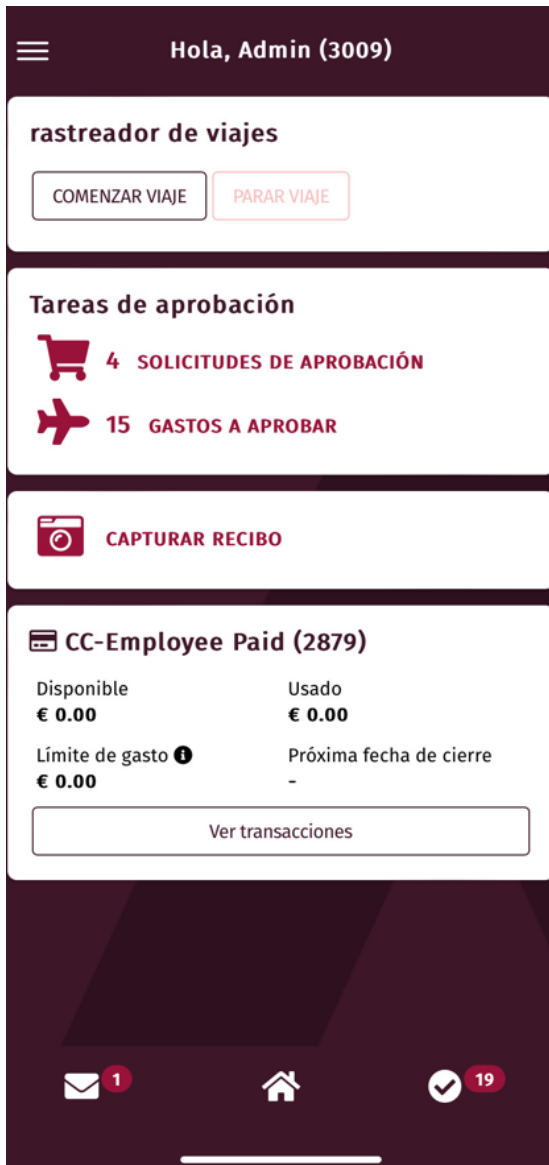 Hola, Admin (3009)
rastreador de viajes
COMENZAR VIAJE PARAR VIAJE
Tareas de aprobación
4 SOLICITUDES DE APROBACIÓN
15 GASTOS A APROBAR
CAPTURAR RECIBO
CC-Employee Paid (2879)
Disponible Usado
€ 0.00 € 0.00
Límite de gasto Próxima fecha de cierre
€ 0.00 -
Ver transacciones
1 19